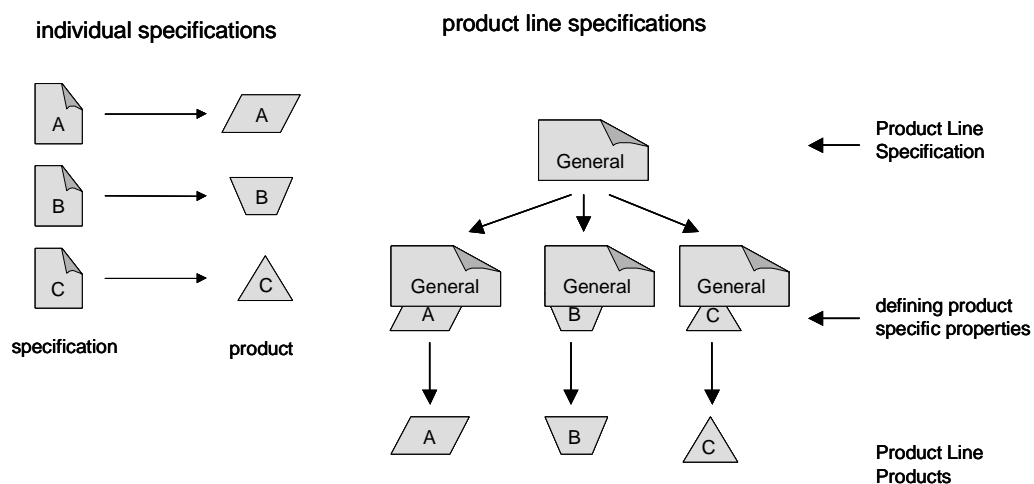 individual specifications
A
A
B
B
C
C
specification
product
product line specifications
General
Product Line
Specification
General
General
General
A
B
C
defining product
specific properties
A
B
C
Product Line
Products